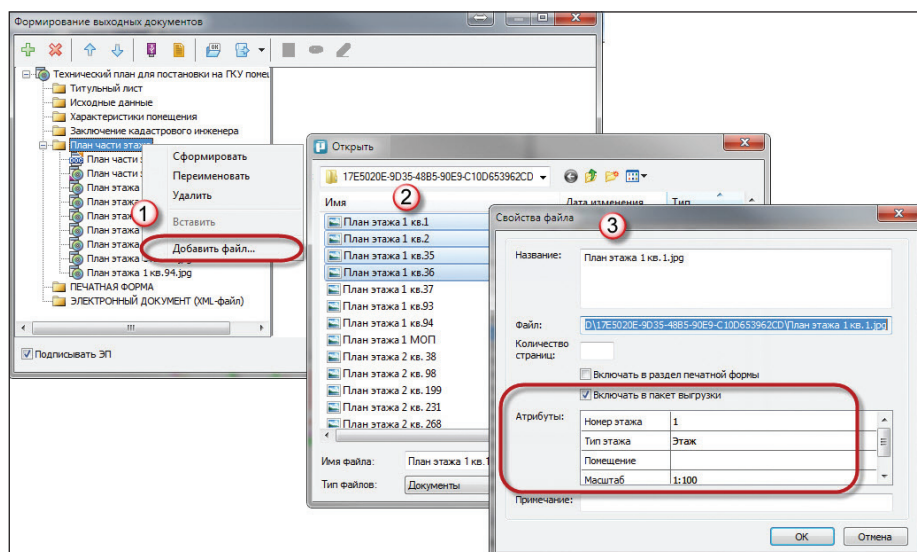 Формирование выходных документов
Технический план для постановки на ГКУ
Титульный лист
Исходные данные
Характеристики помещения
Заключение кадастрового инженера
План части этажа
План части
План части
План этажа
План этажа
План этажа
План этажа
План этажа
План этажа 1 кв.94.jpg
ПЕЧАТНАЯ ФОРМА
ЭЛЕКТРОННЫЙ ДОКУМЕНТ (XML-файл)
Подписывать ЭП
1
Сформировать
Переименовать
Удалить
Вставить
Добавить файл...
Открыть
17E5020E-9D35-48B5-90E9-C10D653962CD
2
Имя
Дата изменения
Тип
План этажа 1 кв.1
План этажа 1 кв.2
План этажа 1 кв.35
План этажа 1 кв.36
План этажа 1 кв.37
План этажа 1 кв.93
План этажа 1 кв.94
План этажа 1 МОП
План этажа 2 кв. 38
План этажа 2 кв. 98
План этажа 2 кв. 199
План этажа 2 кв. 231
План этажа 2 кв. 268
Имя файла:
План этажа 1 кв.1
Тип файлов:
Документы
Свойства файла
3
Название:
План этажа 1 кв.1.jpg
Файл:
D\17E5020E-9D35-48B5-90E9-C10D653962CD\План этажа 1 кв.1.jpg
Количество
страниц:
Включать в раздел печатной формы
Включать в пакет выгрузки
Атрибуты:
Номер этажа 1
Тип этажа Этаж
Помещение
Масштаб 1:100
Примечание:
OK
Отмена